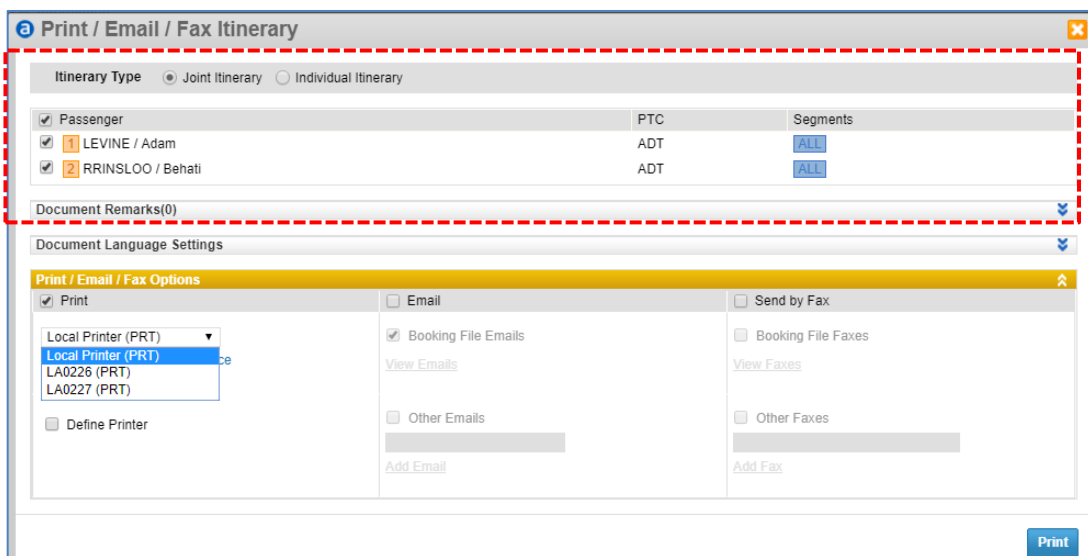 a Print / Email / Fax Itinerary
Itinerary Type Joint Itinerary Individual Itinerary
Passenger PTC Segments
1 LEVINE / Adam ADT ALL
2 RRINSLOO / Behati ADT ALL
Document Remarks(0)
Document Language Settings
Print / Email / Fax Options
Print Email Send by Fax
Local Printer (PRT) Booking File Emails Booking File Faxes
Local Printer (PRT) ce View Emails View Faxes
LA0226 (PRT)
LA0227 (PRT)
Define Printer Other Emails Other Faxes
Add Email Add Fax
Print